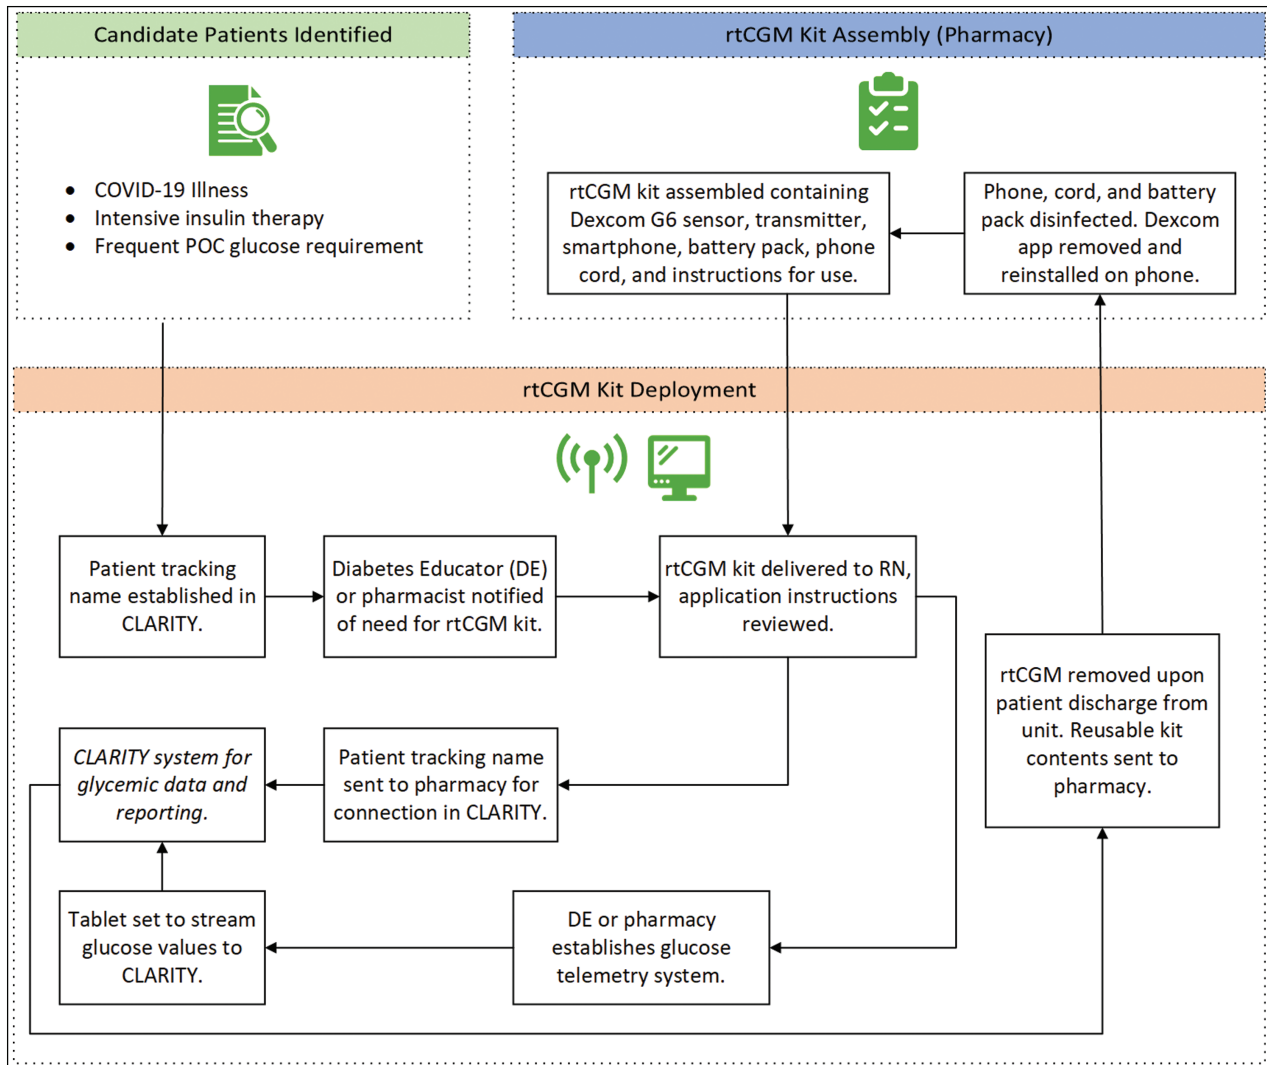 Candidate Patients Identified
• COVID-19 Illness
• Intensive insulin therapy
• Frequent POC glucose requirement
rtCGM Kit Assembly (Pharmacy)
rtCGM kit assembled containing
Dexcom G6 sensor, transmitter,
smartphone, battery pack, phone
cord, and instructions for use.
Phone, cord, and battery
pack disinfected. Dexcom
app removed and
reinstalled on phone.
rtCGM Kit Deployment
Patient tracking
name established in
CLARITY.
Diabetes Educator (DE)
or pharmacist notified
of need for rtCGM kit.
rtCGM kit delivered to RN,
application instructions
reviewed.
rtCGM removed upon
patient discharge from
unit. Reusable kit
contents sent to
pharmacy.
CLARITY system for
glycemic data and
reporting.
Patient tracking name
sent to pharmacy for
connection in CLARITY.
Tablet set to stream
glucose values to
CLARITY.
DE or pharmacy
establishes glucose
telemetry system.